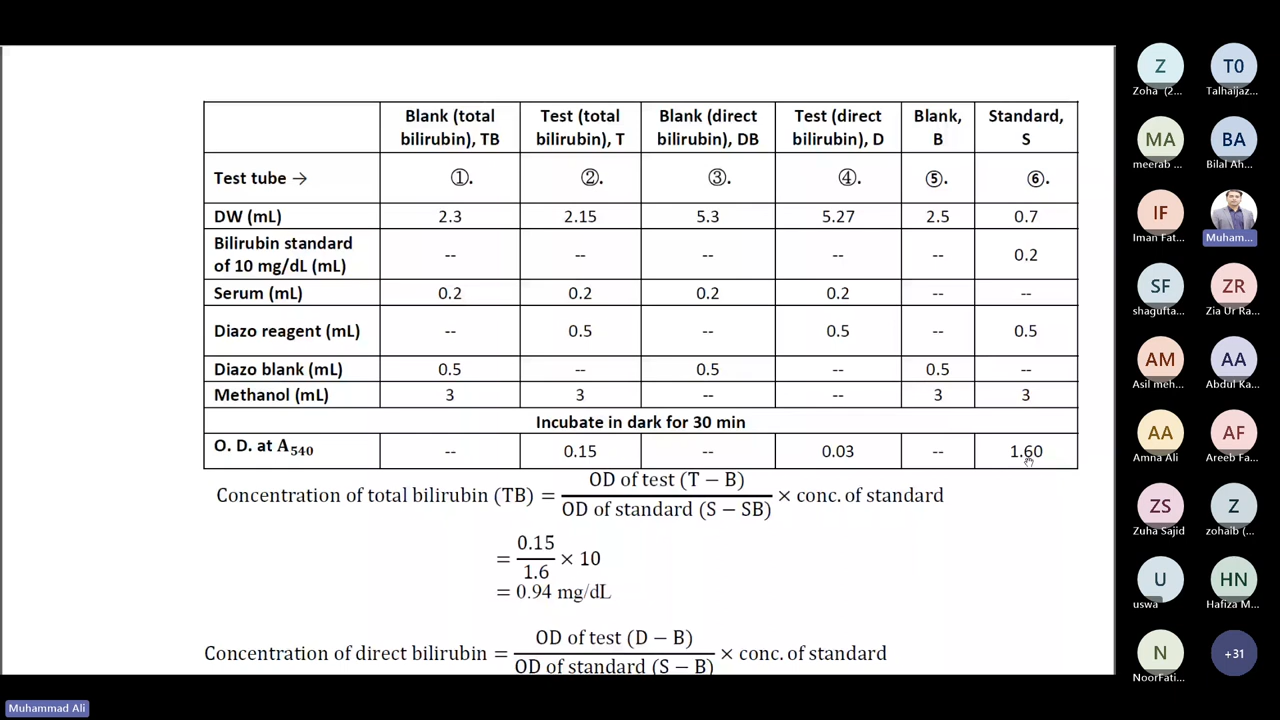 Blank (total bilirubin), TB
Test (total bilirubin), T
Blank (direct bilirubin), DB
Test (direct bilirubin), D
Blank, B
Standard, S
Test tube → ①. ②. ③. ④. ⑤. ⑥.
DW (mL) 2.3 2.15 5.3 5.27 2.5 0.7
Bilirubin standard
of 10 mg/dL (mL) -- -- -- -- -- 0.2
Serum (mL) 0.2 0.2 0.2 0.2 -- --
Diazo reagent (mL) -- 0.5 -- 0.5 -- 0.5
Diazo blank (mL) 0.5 -- 0.5 -- 0.5 --
Methanol (mL) 3 3 -- -- 3 3
Incubate in dark for 30 min
O. D. at A540 -- 0.15 -- 0.03 -- 1.60
Concentration of total bilirubin (TB) = OD of test (T − B) / OD of standard (S − SB) × conc. of standard
= 0.15 / 1.6 × 10
= 0.94 mg/dL
Concentration of direct bilirubin = OD of test (D − B) / OD of standard (S − B) × conc. of standard
Z
Zoha (2...
T0
Talhaijaz...
MA
meerab ...
BA
Bilal Ah...
IF
Iman Fat...
Muham...
SF
shagufta...
ZR
Zia Ur Ra...
AM
Asil meh...
AA
Abdul Ka...
AA
Amna Ali
AF
Areeb Fa...
ZS
Zuha Sajid
Z
zohaib (...
U
uswa
HN
Hafiza M...
N
NoorFati...
+31
Muhammad Ali